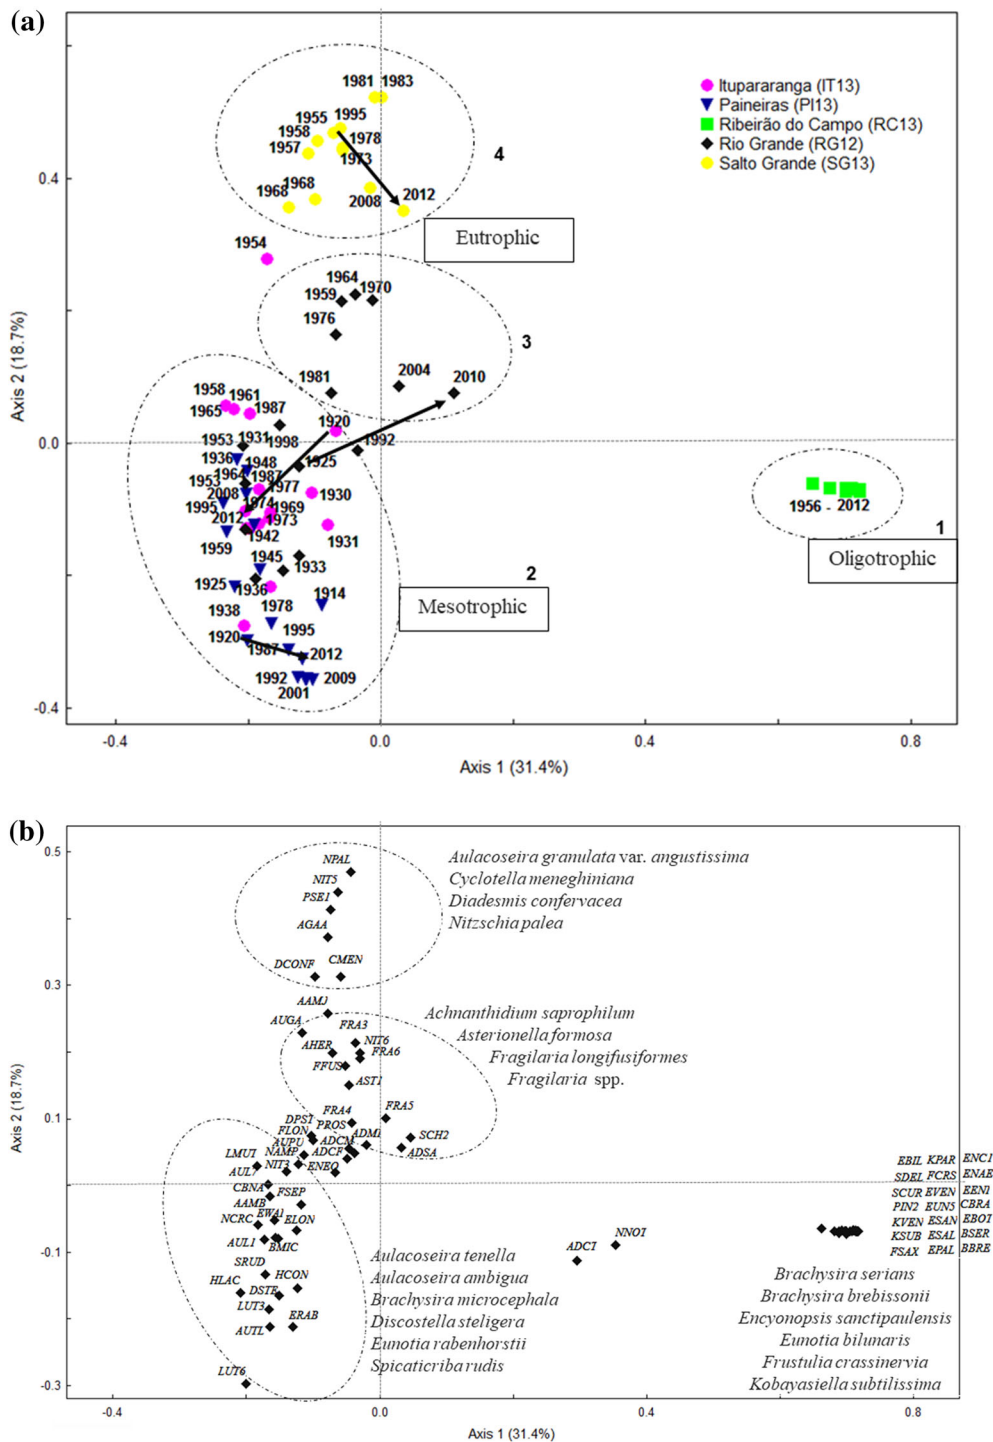 (a)
1981 1983
1955 1995
1958
1978
1957
1973
1968
1968
2008
2012
4
Itupararanga (IT13)
Paineiras (PI13)
Ribeirão do Campo (RC13)
Rio Grande (RG12)
Salto Grande (SG13)
0.4
Eutrophic
1954
1964
1970
1959
1976
3
1981
2004
2010
Axis 2 (18.7%)
1958
1961
1965
1987
1920
0.0
1953
1931
1998
1992
1936
1948
1925
1964
1987
1953
1977
2008
1930
1995
1974
1969
2012
1973
1942
1931
1959
1945
1933
1925
1936
1914
2
1978
1938
1995
1920
1987
2012
1992
2009
2001
Mesotrophic
1956 - 2012
1
Oligotrophic
-0.4
-0.4
0.0
0.4
0.8
Axis 1 (31.4%)
(b)
0.5
NPAL
NIT5
PSE1
AGAA
DCONF
CMEN
Aulacoseira granulata var. angustissima
Cyclotella meneghiniana
Diadesmis confervacea
Nitzschia palea
0.3
AAMJ
AUGA
FRA3
AHER
NIT6
FRA6
FFUS
AST1
Achnanthidium saprophilum
Asterionella formosa
Fragilaria longifusiformes
Fragilaria spp.
Axis 2 (18.7%)
0.1
FRA4
FRA5
DPST
PROS
FLON
ADMI
SCH2
AUPU
ADCM
ADSA
LMUT
NAMP
ADCF
AUL7
NIT3
ENEO
CBNA
FSEP
AAMB
NCRC
EWA1
ELON
AUL1
BMIC
SRUD
HCON
HLAC
DSTE
LUT3
ERAB
AUTL
LUT6
-0.1
-0.3
Aulacoseira tenella
Aulacoseira ambigua
Brachysira microcephala
Discostella steligera
Eunotia rabenhorstii
Spicaticriba rudis
ADCT
NNOT
EBIL KPAR ENC1
SDEL FCRS ENAE
SCUR EVEN EEN1
PIN2 EUN5 CBRA
KVEN ESAN EBOT
KSUB ESAL BSER
FSAX EPAL BBRE
Brachysira serians
Brachysira brebissonii
Encyonopsis sanctipaulensis
Eunotia bilunaris
Frustulia crassinervia
Kobayasiella subtilissima
-0.4
0.0
0.4
0.8
Axis 1 (31.4%)